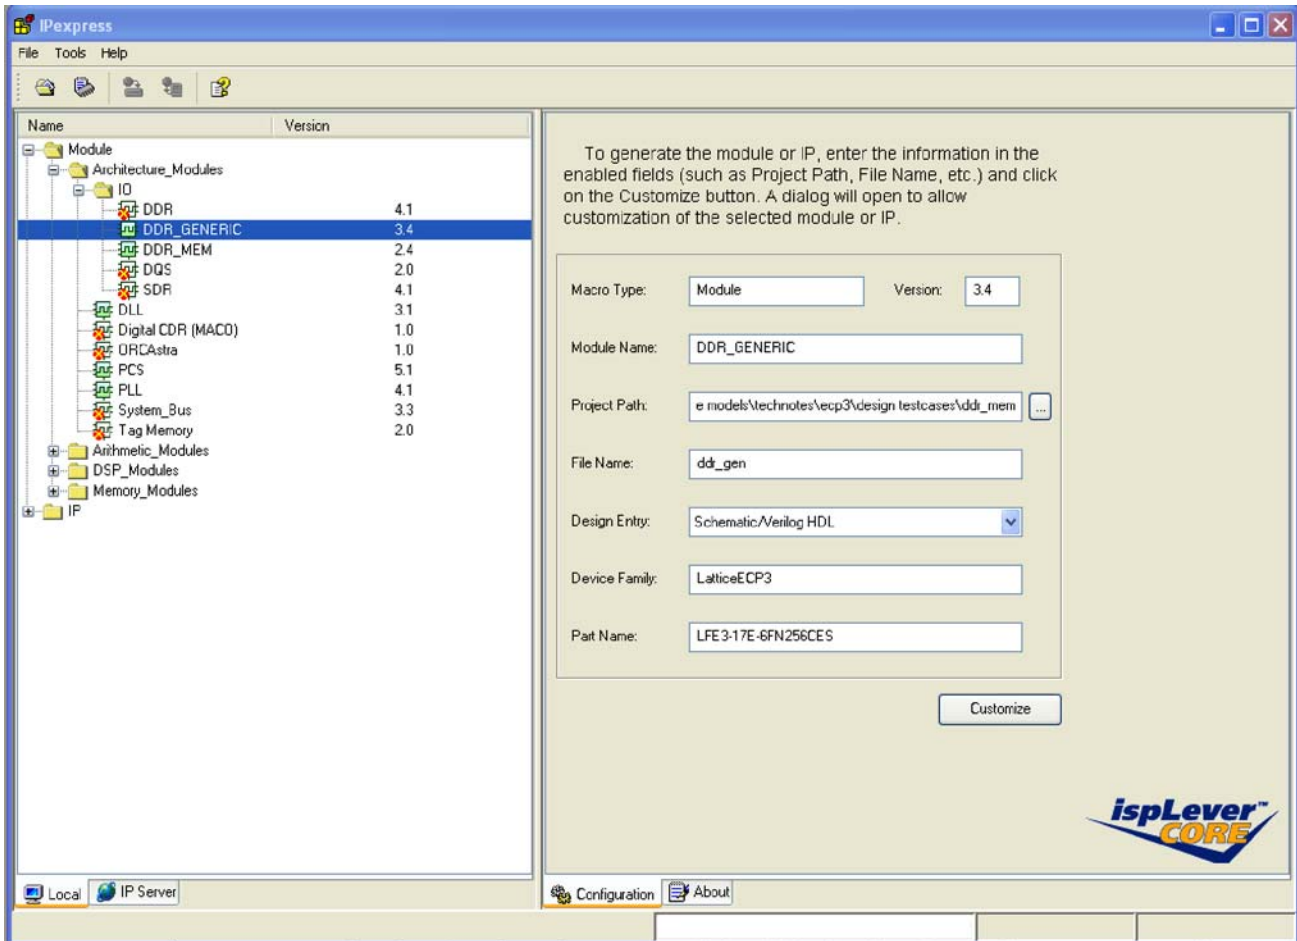 IPexpress
File Tools Help
Name Version
Module
Architecture_Modules
IO
DDR 4.1
DDR_GENERIC 3.4
DDR_MEM 2.4
DQS 2.0
SDR 4.1
DLL 3.1
Digital CDR (MACO) 1.0
ORCAstra 1.0
PCS 5.1
PLL 4.1
System_Bus 3.3
Tag Memory 2.0
Arithmetic_Modules
DSP_Modules
Memory_Modules
IP
To generate the module or IP, enter the information in the
enabled fields (such as Project Path, File Name, etc.) and click
on the Customize button. A dialog will open to allow
customization of the selected module or IP.
Macro Type: Module Version: 3.4
Module Name: DDR_GENERIC
Project Path: e models\technotes\ecp3\design testcases\ddr_mem ...
File Name: ddr_gen
Design Entry: Schematic/Verilog HDL
Device Family: LatticeECP3
Part Name: LFE3-17E-6FN256CES
Customize
ispLever™
CORE
Local IP Server
Configuration About